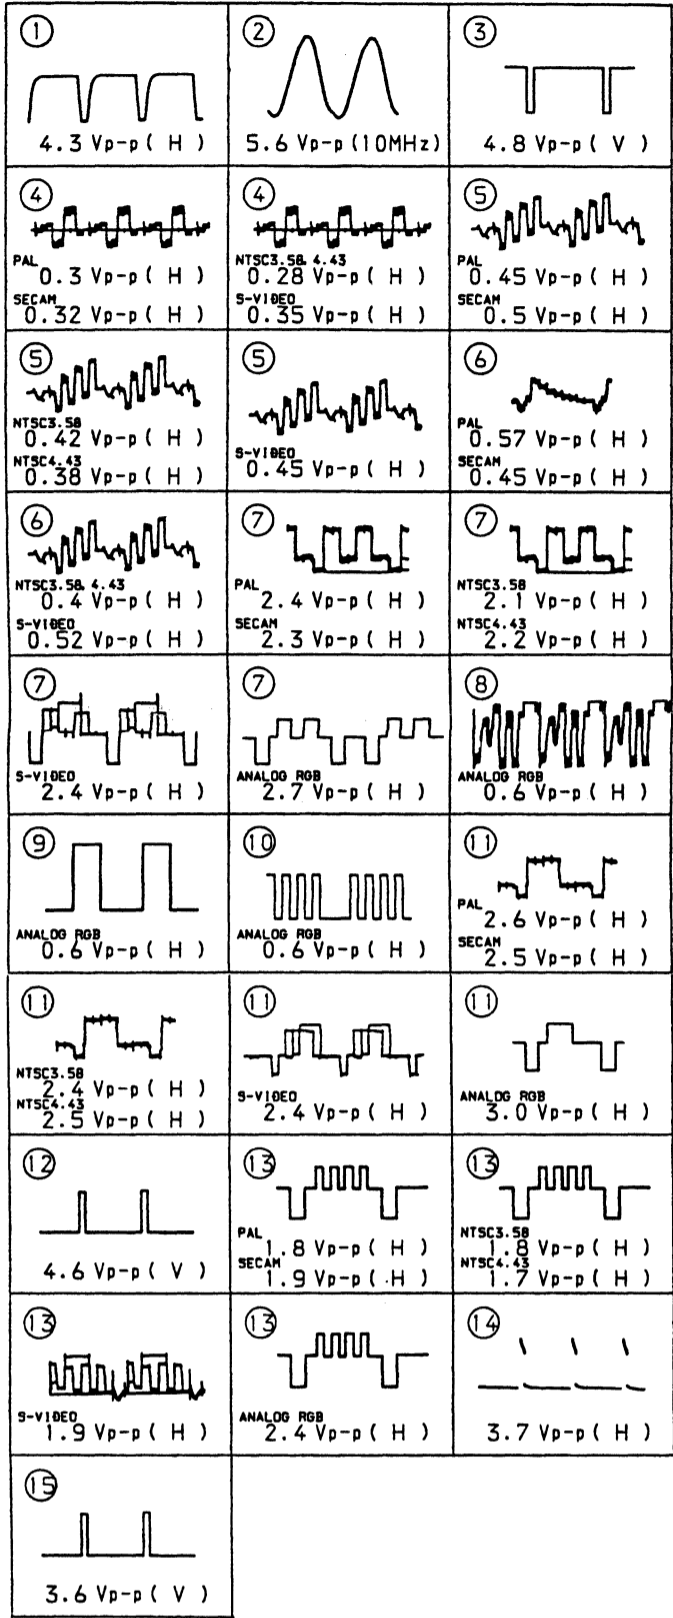 ①
4.3 Vp-p ( H )
②
5.6 Vp-p (10MHz)
③
4.8 Vp-p ( V )
④
PAL
0.3 Vp-p ( H )
SECAM
0.32 Vp-p ( H )
④
NTSC3.58 4.43
0.28 Vp-p ( H )
S-VIDEO
0.35 Vp-p ( H )
⑤
PAL
0.45 Vp-p ( H )
SECAM
0.5 Vp-p ( H )
⑤
NTSC3.58
0.42 Vp-p ( H )
NTSC4.43
0.38 Vp-p ( H )
⑤
S-VIDEO
0.45 Vp-p ( H )
⑥
PAL
0.57 Vp-p ( H )
SECAM
0.45 Vp-p ( H )
⑥
NTSC3.58 4.43
0.4 Vp-p ( H )
S-VIDEO
0.52 Vp-p ( H )
⑦
PAL
2.4 Vp-p ( H )
SECAM
2.3 Vp-p ( H )
⑦
NTSC3.58
2.1 Vp-p ( H )
NTSC4.43
2.2 Vp-p ( H )
⑦
S-VIDEO
2.4 Vp-p ( H )
⑦
ANALOG RGB
2.7 Vp-p ( H )
⑧
ANALOG RGB
0.6 Vp-p ( H )
⑨
ANALOG RGB
0.6 Vp-p ( H )
⑩
ANALOG RGB
0.6 Vp-p ( H )
⑪
PAL
2.6 Vp-p ( H )
SECAM
2.5 Vp-p ( H )
⑪
NTSC3.58
2.4 Vp-p ( H )
NTSC4.43
2.5 Vp-p ( H )
⑪
S-VIDEO
2.4 Vp-p ( H )
⑪
ANALOG RGB
3.0 Vp-p ( H )
⑫
4.6 Vp-p ( V )
⑬
PAL
1.8 Vp-p ( H )
SECAM
1.9 Vp-p ( H )
⑬
NTSC3.58
1.8 Vp-p ( H )
NTSC4.43
1.7 Vp-p ( H )
⑬
S-VIDEO
1.9 Vp-p ( H )
⑬
ANALOG RGB
2.4 Vp-p ( H )
⑭
3.7 Vp-p ( H )
⑮
3.6 Vp-p ( V )